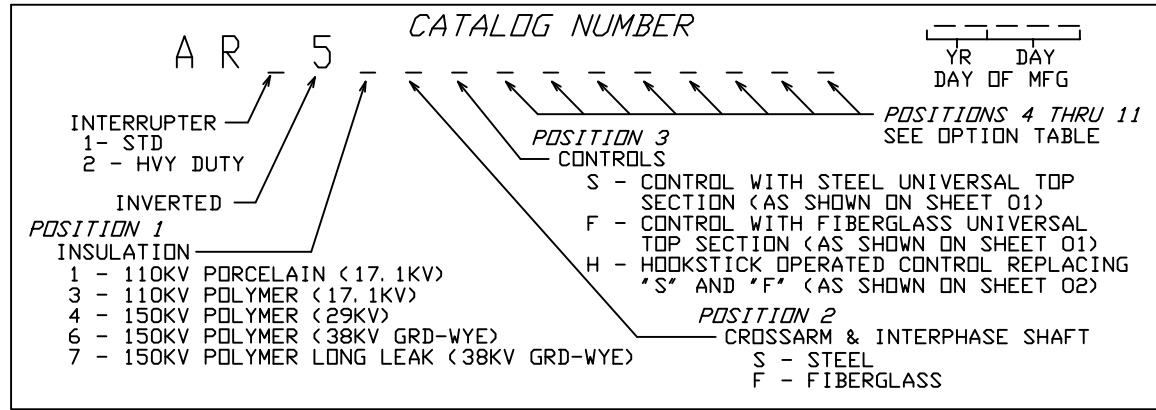 CATALOG NUMBER
A R _ 5 _ _ _ _ _ _ _ _ _ _ _
YR DAY
DAY OF MFG
INTERRUPTER
1- STD
2 - HVY DUTY
INVERTED
POSITION 1
INSULATION
1 - 110KV PORCELAIN (17.1KV)
3 - 110KV POLYMER (17.1KV)
4 - 150KV POLYMER (29KV)
6 - 150KV POLYMER (38KV GRD-WYE)
7 - 150KV POLYMER LONG LEAK (38KV GRD-WYE)
POSITION 3
CONTROLS
S - CONTROL WITH STEEL UNIVERSAL TOP
SECTION (AS SHOWN ON SHEET 01)
F - CONTROL WITH FIBERGLASS UNIVERSAL
TOP SECTION (AS SHOWN ON SHEET 01)
H - HOOKSTICK OPERATED CONTROL REPLACING
"S" AND "F" (AS SHOWN ON SHEET 02)
POSITIONS 4 THRU 11
SEE OPTION TABLE
POSITION 2
CROSSARM & INTERPHASE SHAFT
S - STEEL
F - FIBERGLASS